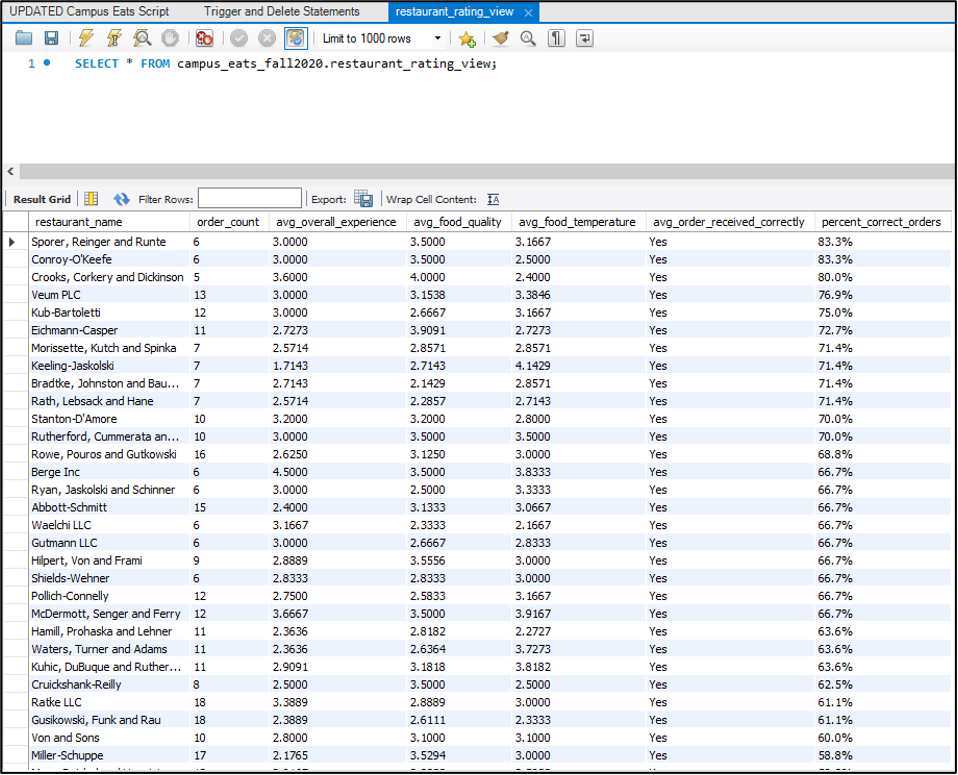 UPDATED Campus Eats Script Trigger and Delete Statements restaurant_rating_view
Limit to 1000 rows
1 SELECT * FROM campus_eats_fall2020.restaurant_rating_view;
Result Grid Filter Rows: Export: Wrap Cell Content:
restaurant_name order_count avg_overall_experience avg_food_quality avg_food_temperature avg_order_received_correctly percent_correct_orders
Sporer, Reinger and Runte 6 3.0000 3.5000 3.1667 Yes 83.3%
Conroy-O'Keefe 6 3.0000 3.5000 2.5000 Yes 83.3%
Crooks, Corkery and Dickinson 5 3.6000 4.0000 2.4000 Yes 80.0%
Veum PLC 13 3.0000 3.1538 3.3846 Yes 76.9%
Kub-Bartoletti 12 3.0000 2.6667 3.1667 Yes 75.0%
Eichmann-Casper 11 2.7273 3.9091 2.7273 Yes 72.7%
Morissette, Kutch and Spinka 7 2.5714 2.8571 2.8571 Yes 71.4%
Keeling-Jaskolski 7 1.7143 2.7143 4.1429 Yes 71.4%
Bradtke, Johnston and Bau... 7 2.7143 2.1429 2.8571 Yes 71.4%
Rath, Lebsack and Hane 7 2.5714 2.2857 2.7143 Yes 71.4%
Stanton-D'Amore 10 3.2000 3.2000 2.8000 Yes 70.0%
Rutherford, Cummerata an... 10 3.0000 3.5000 3.5000 Yes 70.0%
Rowe, Pouros and Gutkowski 16 2.6250 3.1250 3.0000 Yes 68.8%
Berge Inc 6 4.5000 3.5000 3.8333 Yes 66.7%
Ryan, Jaskolski and Schinner 6 3.0000 2.5000 3.3333 Yes 66.7%
Abbott-Schmitt 15 2.4000 3.1333 3.0667 Yes 66.7%
Waelchi LLC 6 3.1667 2.3333 2.1667 Yes 66.7%
Gutmann LLC 6 3.0000 2.6667 2.8333 Yes 66.7%
Hilpert, Von and Frami 9 2.8889 3.5556 3.0000 Yes 66.7%
Shields-Wehner 6 2.8333 2.8333 3.0000 Yes 66.7%
Pollich-Connelly 12 2.7500 2.5833 3.1667 Yes 66.7%
McDermott, Senger and Ferry 12 3.6667 3.5000 3.9167 Yes 66.7%
Hamill, Prohaska and Lehner 11 2.3636 2.8182 2.2727 Yes 63.6%
Waters, Turner and Adams 11 2.3636 2.6364 3.7273 Yes 63.6%
Kuhic, DuBuque and Ruther... 11 2.9091 3.1818 3.8182 Yes 63.6%
Cruickshank-Reilly 8 2.5000 3.5000 2.5000 Yes 62.5%
Ratke LLC 18 3.3889 2.8889 3.0000 Yes 61.1%
Gusikowski, Funk and Rau 18 2.3889 2.6111 2.3333 Yes 61.1%
Von and Sons 10 2.8000 3.1000 3.1000 Yes 60.0%
Miller-Schuppe 17 2.1765 3.5294 3.0000 Yes 58.8%